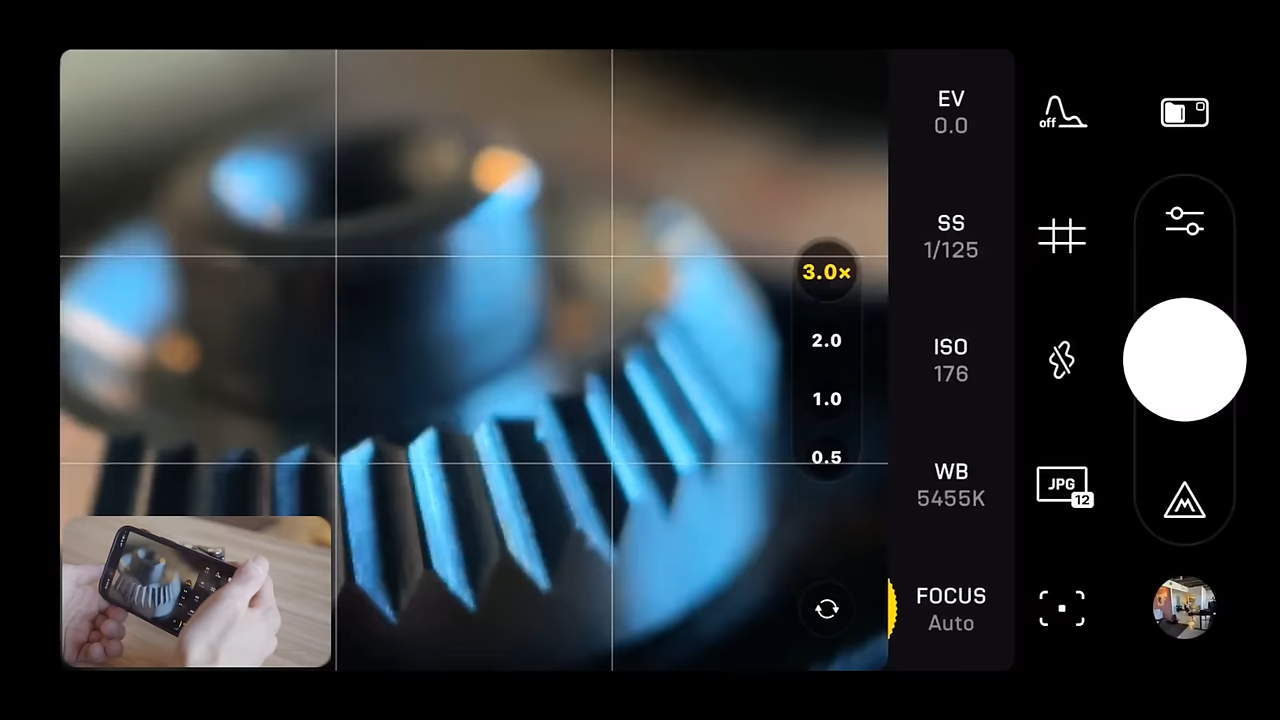 EV
0.0
SS
1/125
ISO
176
WB
5455K
FOCUS
Auto
3.0×
2.0
1.0
0.5
off
JPG
12